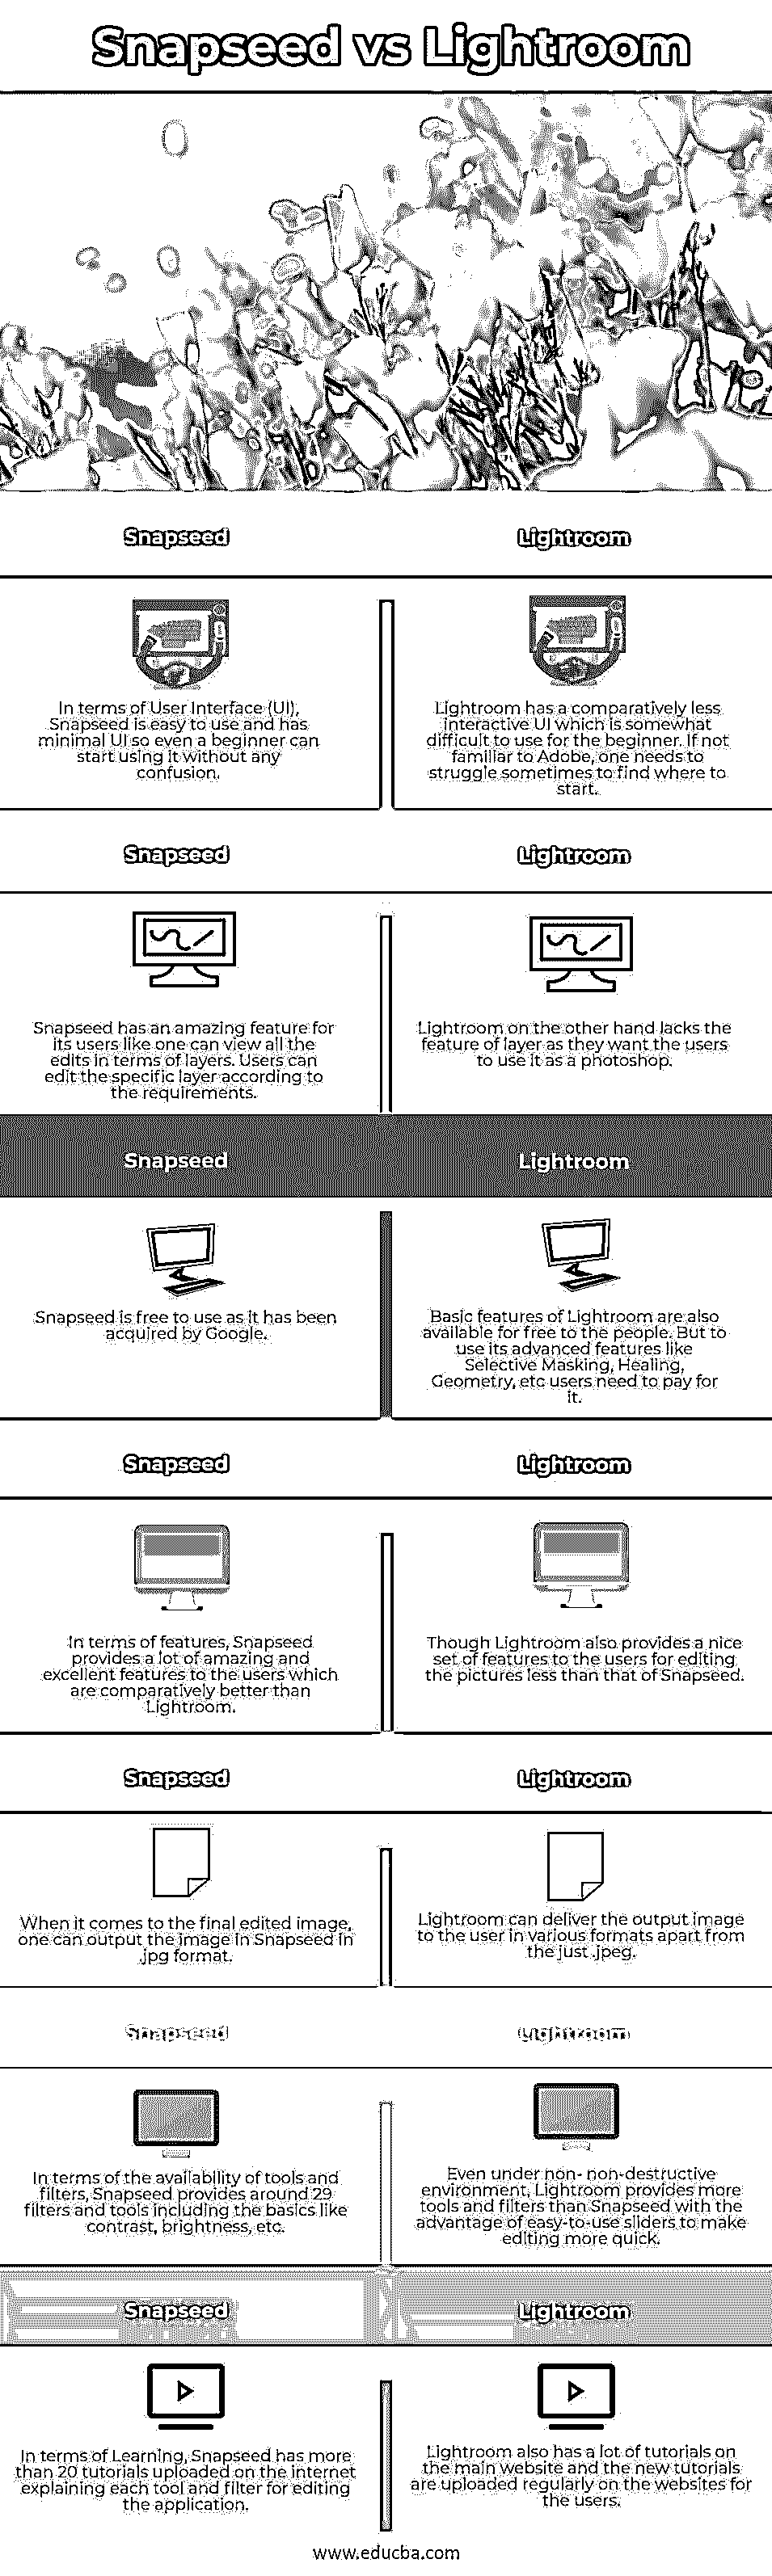 Snapseed vs Lightroom
Snapseed
Lightroom
In terms of User Interface (UI),
Snapseed is easy to use and has
minimal UI so even a beginner can
start using it without any
confusion.
Lightroom has a comparatively less
interactive UI which is somewhat
difficult to use for the beginner. If not
familiar to Adobe, one needs to
struggle sometimes to find where to
start.
Snapseed
Lightroom
Snapseed has an amazing feature for
its users like one can view all the
edits in terms of layers. Users can
edit the specific layer according to
the requirements.
Lightroom on the other hand lacks the
feature of layer as they want the users
to use it as a photoshop.
Snapseed
Lightroom
Snapseed is free to use as it has been
acquired by Google.
Basic features of Lightroom are also
available for free to the people. But to
use its advanced features like
Selective Masking, Healing,
Geometry, etc users need to pay for
it.
Snapseed
Lightroom
In terms of features, Snapseed
provides a lot of amazing and
excellent features to the users which
are comparatively better than
Lightroom.
Though Lightroom also provides a nice
set of features to the users for editing
the pictures less than that of Snapseed.
Snapseed
Lightroom
When it comes to the final edited image,
one can output the image in Snapseed in
.jpg format.
Lightroom can deliver the output image
to the user in various formats apart from
the just .jpeg.
Snapseed
Lightroom
In terms of the availability of tools and
filters, Snapseed provides around 29
filters and tools including the basics like
contrast, brightness, etc.
Even under non- non-destructive
environment, Lightroom provides more
tools and filters than Snapseed with the
advantage of easy-to-use sliders to make
editing more quick.
Snapseed
Lightroom
In terms of Learning, Snapseed has more
than 20 tutorials uploaded on the internet
explaining each tool and filter for editing
the application.
Lightroom also has a lot of tutorials on
the main website and the new tutorials
are uploaded regularly on the websites for
the users.
www.educba.com